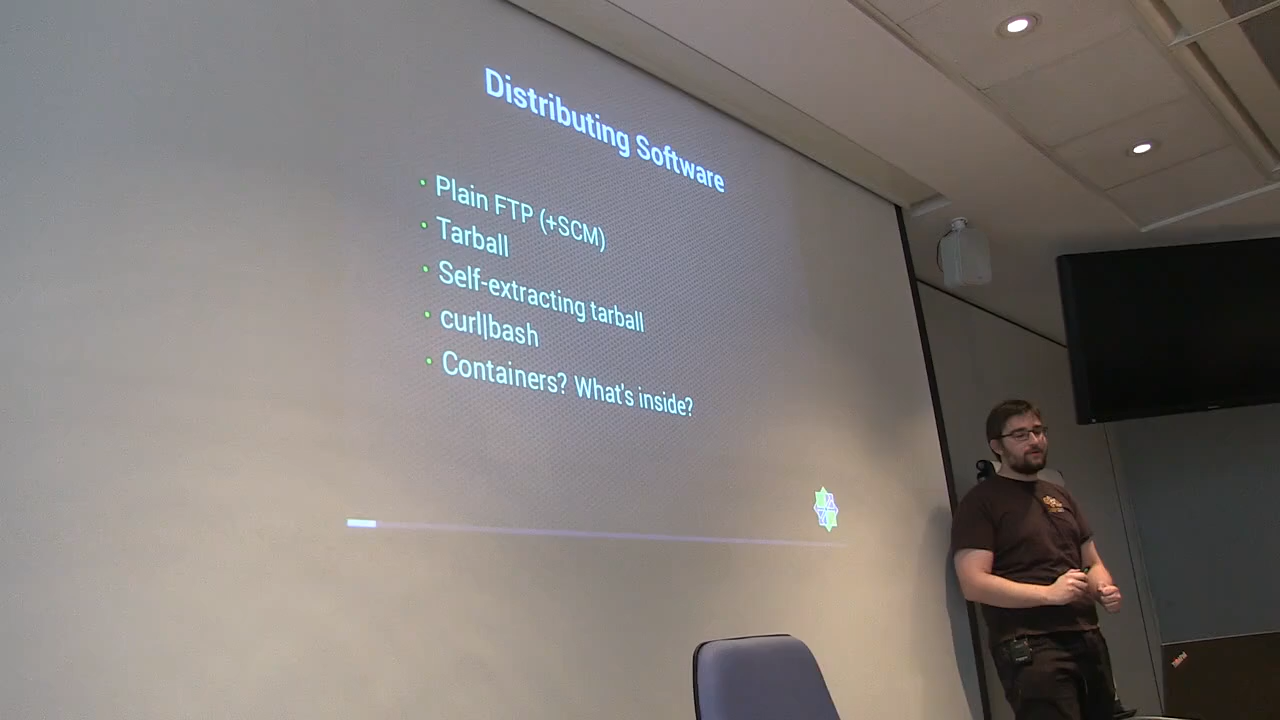 Distributing Software
• Plain FTP (+SCM)
• Tarball
• Self-extracting tarball
• curl|bash
• Containers? What's inside?